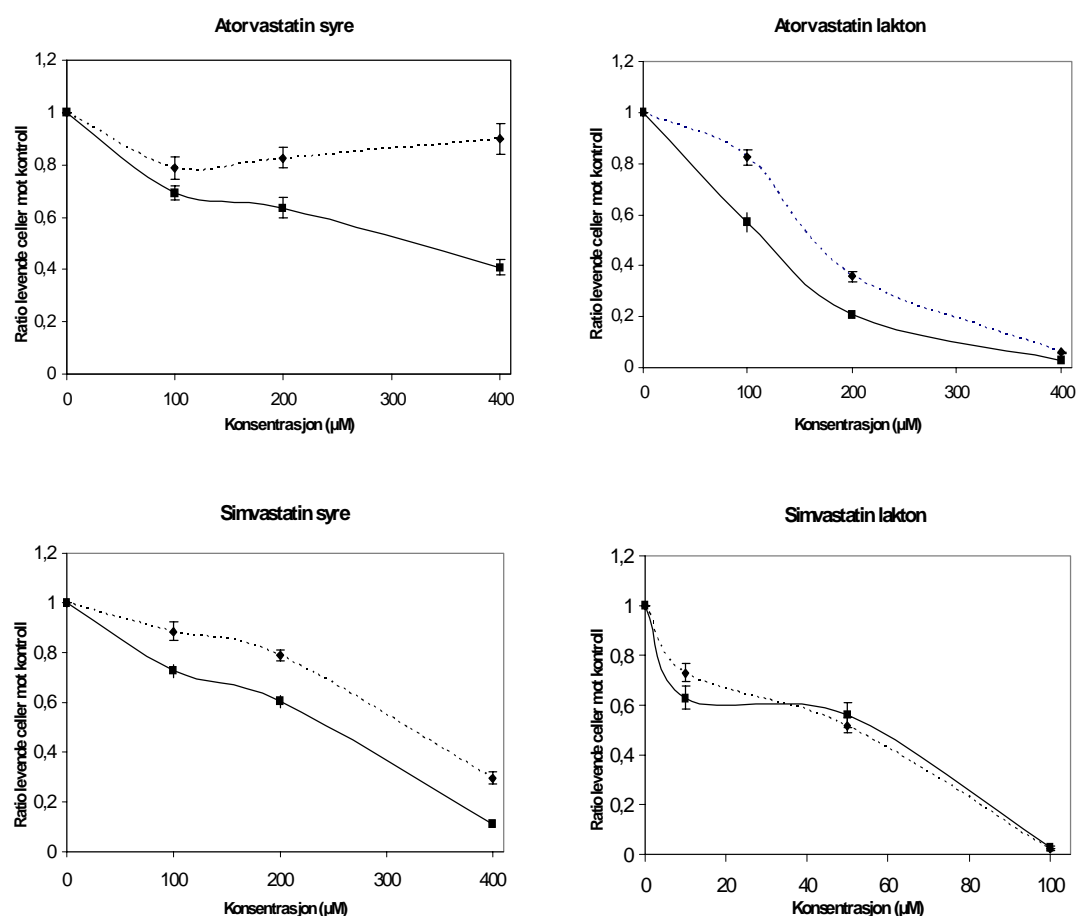 Atorvastatin syre
1,2
1
0,8
0,6
0,4
0,2
0
Ratio levende celler mot kontroll
0 100 200 300 400
Konsentrasjon (µM)
Atorvastatin lakton
1,2
1
0,8
0,6
0,4
0,2
0
Ratio levende celler mot kontroll
0 100 200 300 400
Konsentrasjon (µM)
Simvastatin syre
1,2
1
0,8
0,6
0,4
0,2
0
Ratio levende celler mot kontroll
0 100 200 300 400
Konsentrasjon (µM)
Simvastatin lakton
1,2
1
0,8
0,6
0,4
0,2
0
Ratio levende celler mot kontroll
0 20 40 60 80 100
Konsentrasjon (µM)